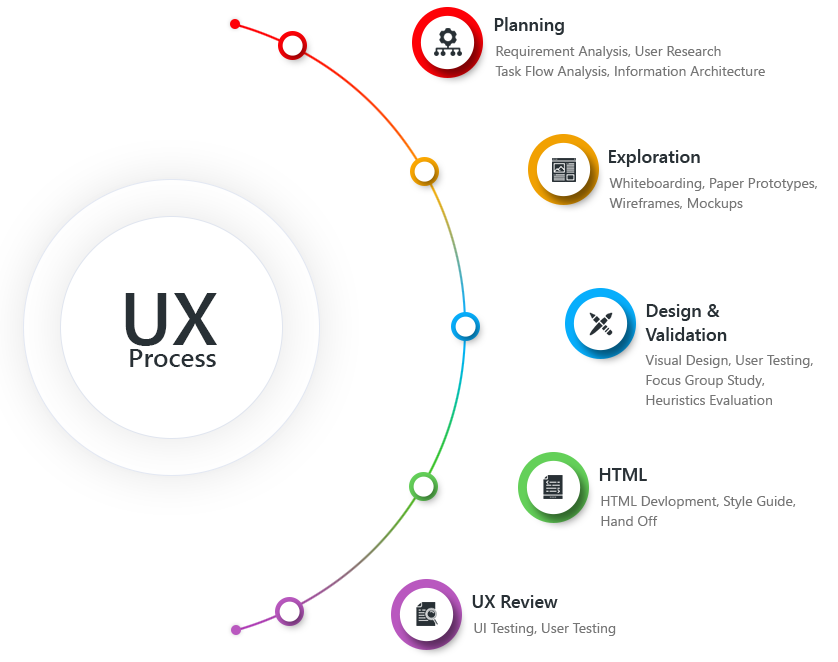 UX
Process
Planning
Requirement Analysis, User Research
Task Flow Analysis, Information Architecture
Exploration
Whiteboarding, Paper Prototypes,
Wireframes, Mockups
Design &
Validation
Visual Design, User Testing,
Focus Group Study,
Heuristics Evaluation
HTML
HTML Devlopment, Style Guide,
Hand Off
UX Review
UI Testing, User Testing